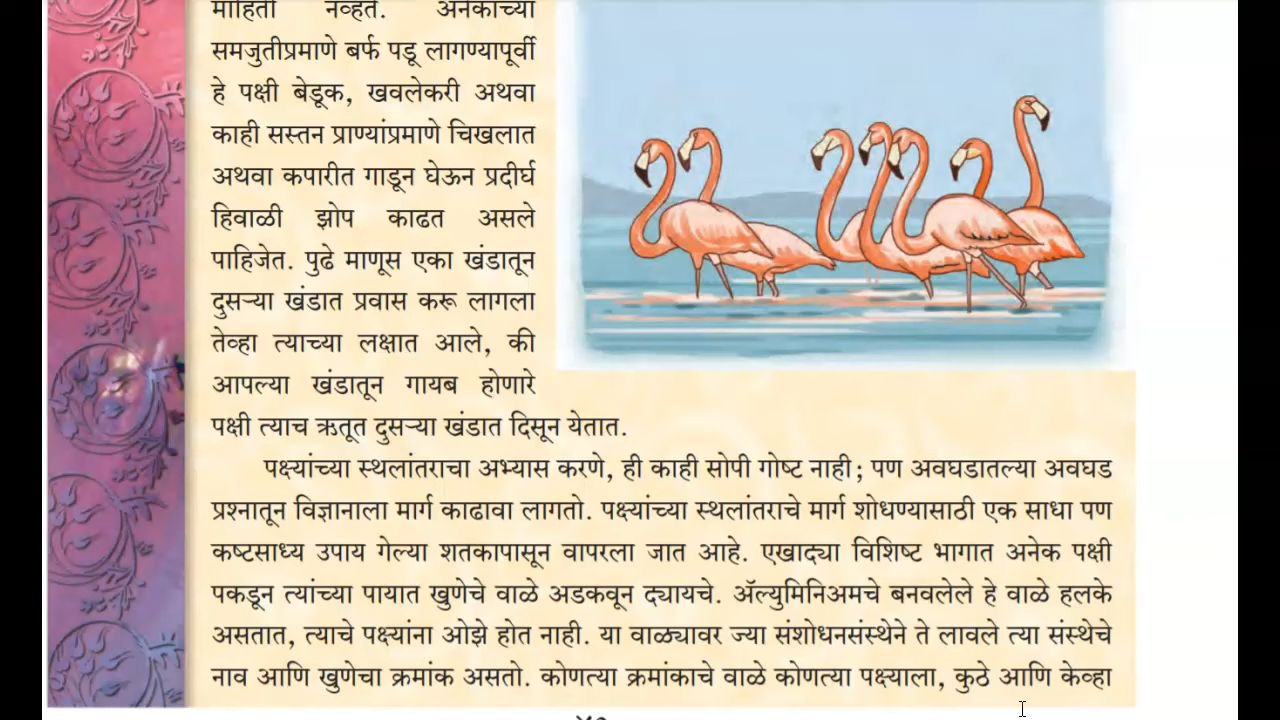 माहिती नव्हते. अनेकांच्या
समजुतीप्रमाणे बर्फ पडू लागण्यापूर्वी
हे पक्षी बेडूक, खवलेकरी अथवा
काही सस्तन प्राण्यांप्रमाणे चिखलात
अथवा कपारीत गाडून घेऊन प्रदीर्घ
हिवाळी झोप काढत असले
पाहिजेत. पुढे माणूस एका खंडातून
दुसऱ्या खंडात प्रवास करू लागला
तेव्हा त्याच्या लक्षात आले, की
आपल्या खंडातून गायब होणारे
पक्षी त्याच ऋतूत दुसऱ्या खंडात दिसून येतात.
पक्ष्यांच्या स्थलांतराचा अभ्यास करणे, ही काही सोपी गोष्ट नाही; पण अवघडातल्या अवघड
प्रश्नातून विज्ञानाला मार्ग काढावा लागतो. पक्ष्यांच्या स्थलांतराचे मार्ग शोधण्यासाठी एक साधा पण
कष्टसाध्य उपाय गेल्या शतकापासून वापरला जात आहे. एखाद्या विशिष्ट भागात अनेक पक्षी
पकडून त्यांच्या पायात खुणेचे वाळे अडकवून द्यायचे. ॲल्युमिनिअमचे बनवलेले हे वाळे हलके
असतात, त्याचे पक्ष्यांना ओझे होत नाही. या वाळ्यावर ज्या संशोधनसंस्थेने ते लावले त्या संस्थेचे
नाव आणि खुणेचा क्रमांक असतो. कोणत्या क्रमांकाचे वाळे कोणत्या पक्ष्याला, कुठे आणि केव्हा